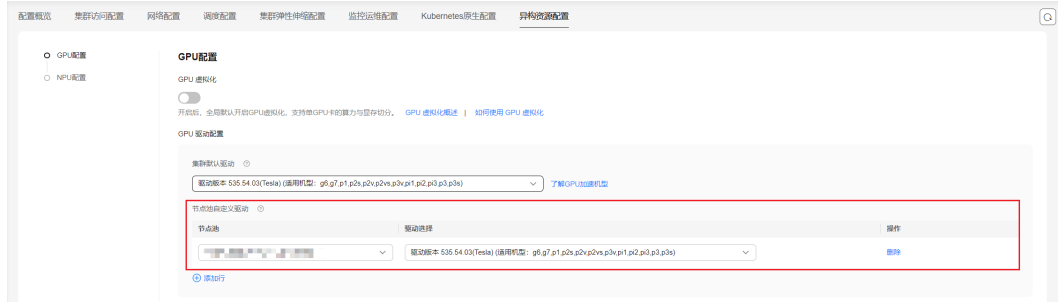 配置概览 集群访问配置 网络配置 调度配置 集群弹性伸缩配置 监控运维配置 Kubernetes原生配置 异构资源配置
GPU配置
NPU配置
GPU配置
GPU 虚拟化
开启后，全局默认开启GPU虚拟化，支持单GPU卡的算力与显存切分。 GPU 虚拟化概述 | 如何使用 GPU 虚拟化
GPU 驱动配置
集群默认驱动
驱动版本 535.54.03(Tesla) (适用机型：g6,g7,p1,p2s,p2v,p2vs,p3v,pi1,pi2,pi3,p3,p3s) 了解GPU加速机型
节点池自定义驱动
节点池 驱动选择 操作
驱动版本 535.54.03(Tesla) (适用机型：g6,g7,p1,p2s,p2v,p2vs,p3v,pi1,pi2,pi3,p3,p3s) 删除
添加行